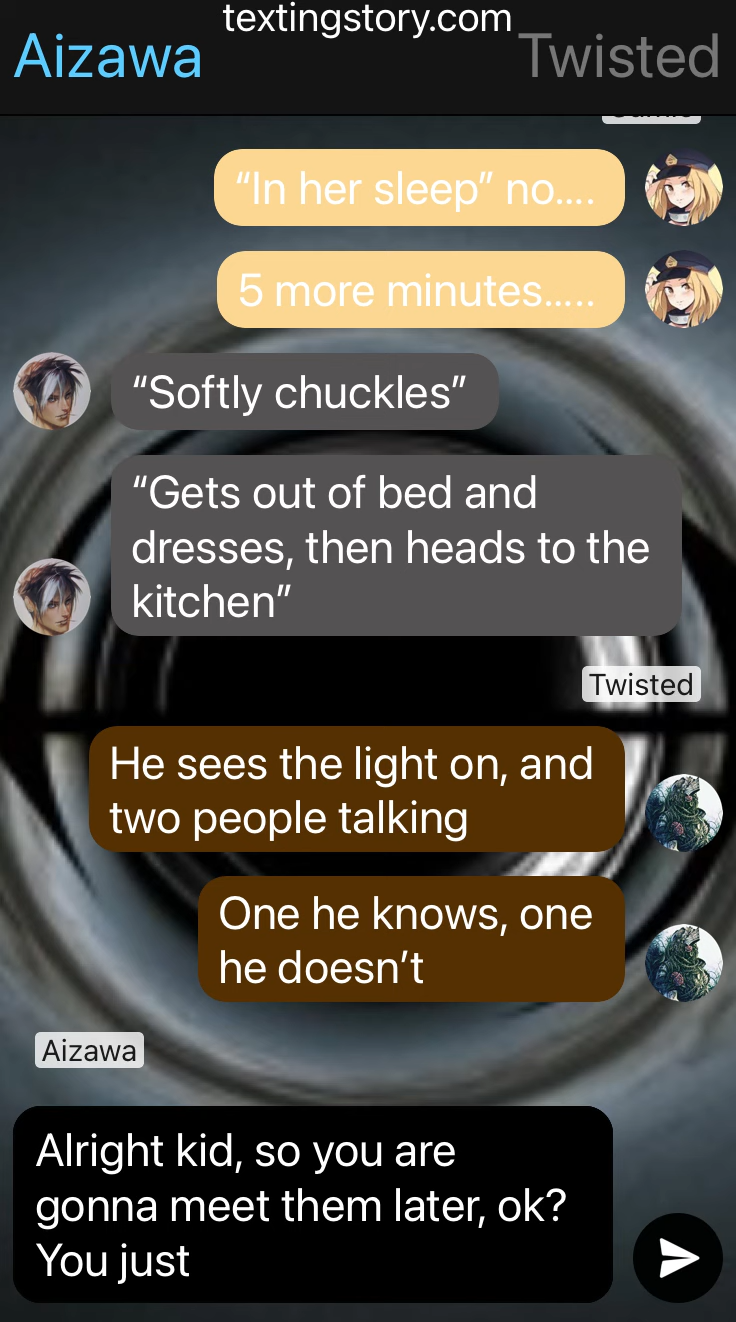 textingstory.com
Aizawa
Twisted
“In her sleep” no....
5 more minutes.....
“Softly chuckles”
“Gets out of bed and
dresses, then heads to the
kitchen”
Twisted
He sees the light on, and
two people talking
One he knows, one
he doesn’t
Aizawa
Alright kid, so you are
gonna meet them later, ok?
You just